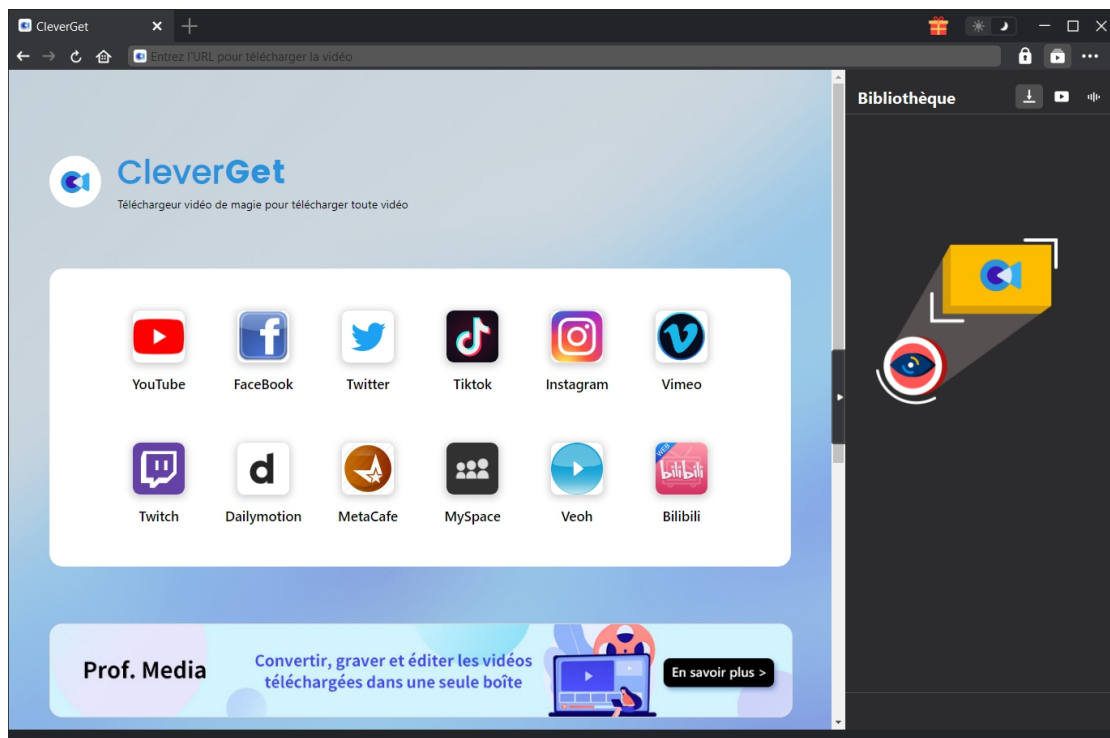 CleverGet
Entrez l'URL pour télécharger la vidéo
Bibliothèque
CleverGet
Téléchargeur vidéo de magie pour télécharger toute vidéo
YouTube
FaceBook
Twitter
Tiktok
Instagram
Vimeo
WEB
bilibili
Twitch
Dailymotion
MetaCafe
MySpace
Veoh
Bilibili
Prof. Media
Convertir, graver et éditer les vidéos
téléchargées dans une seule boîte
En savoir plus >